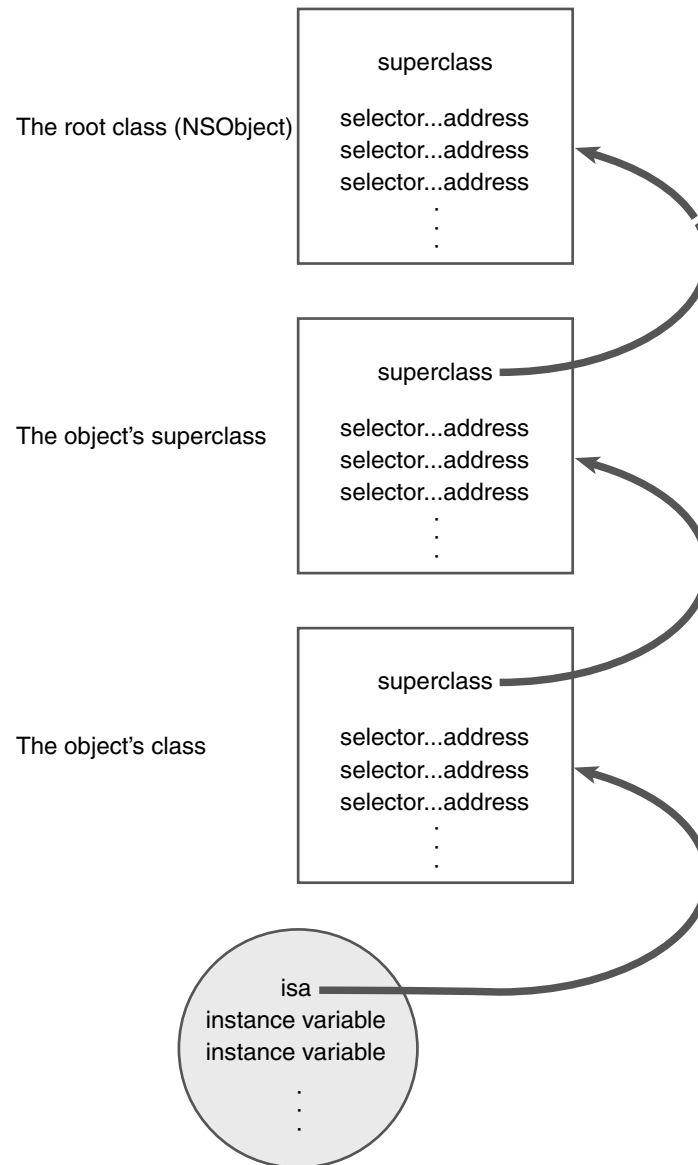 superclass
The root class (NSObject)
selector...address
selector...address
selector...address
.
.
.
superclass
The object’s superclass
selector...address
selector...address
selector...address
.
.
.
superclass
The object’s class
selector...address
selector...address
selector...address
.
.
.
isa
instance variable
instance variable
.
.
.